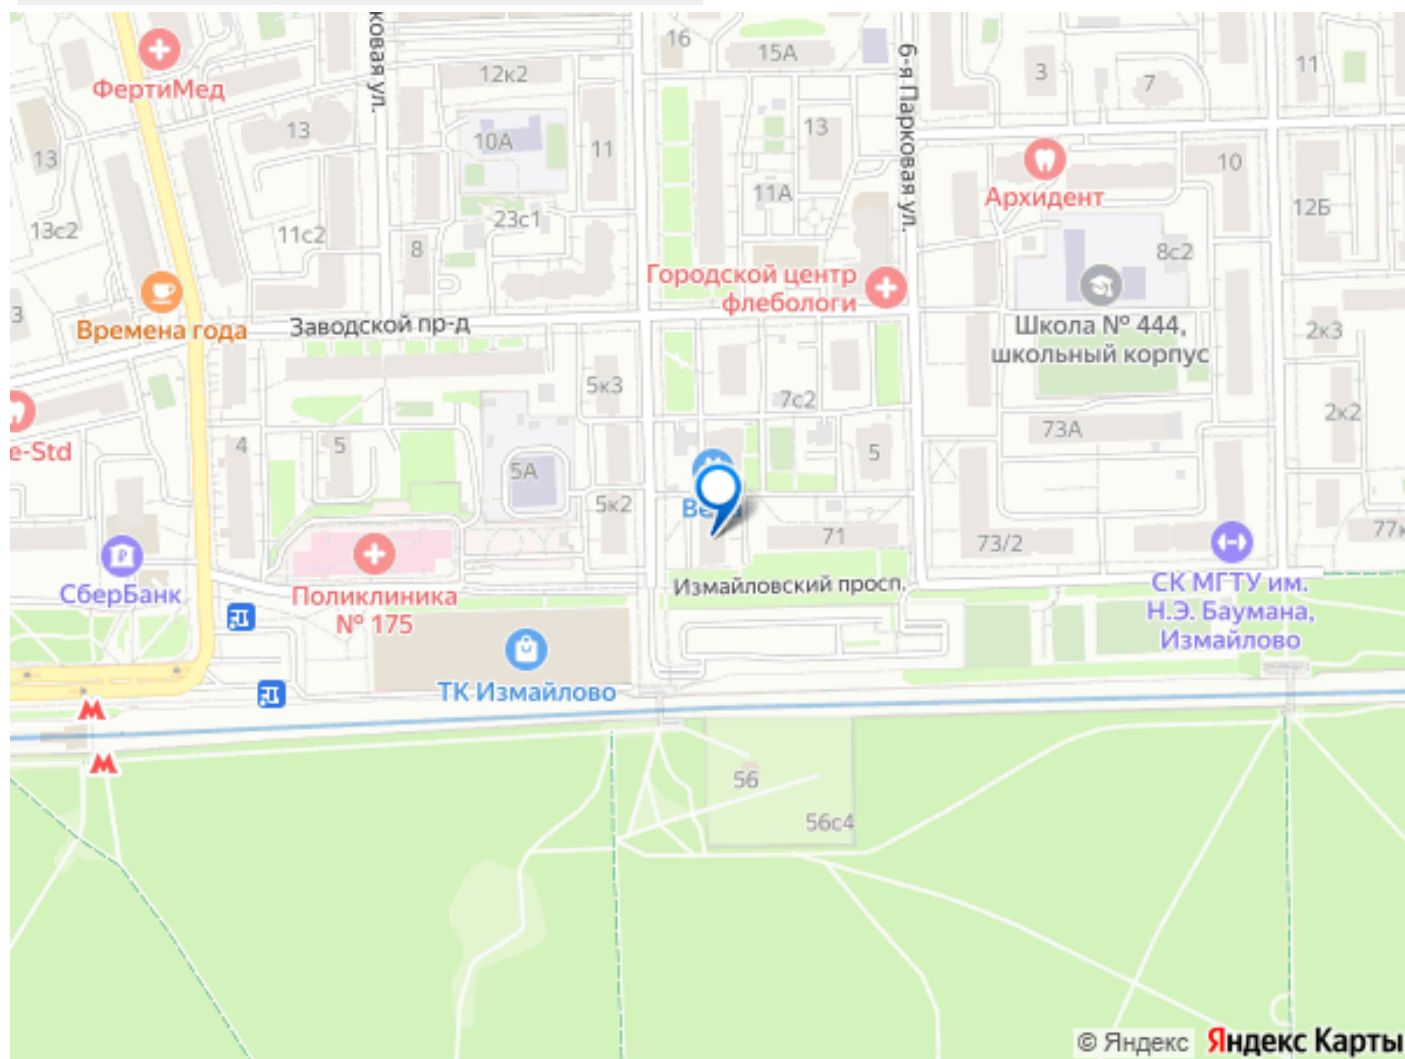 ковая ул.
16
15А
6-я Парковая ул.
3
7
11
ФертиМед
12к2
13
13
10А
11
13
Архидент
10
11А
12Б
13с2
11с2
23с1
8
8с2
Городской центр
флебологи
3
Времена года
Заводской пр-д
Школа № 444,
школьный корпус
2к3
5к3
7с2
2к2
e-Std
4
5
5А
5
73А
5к2
71
73/2
77к
СберБанк
Поликлиника
№ 175
Измайловский просп.
СК МГТУ им.
Н.Э. Баумана,
Измайлово
ТК Измайлово
56
56с4
© Яндекс Яндекс Карты